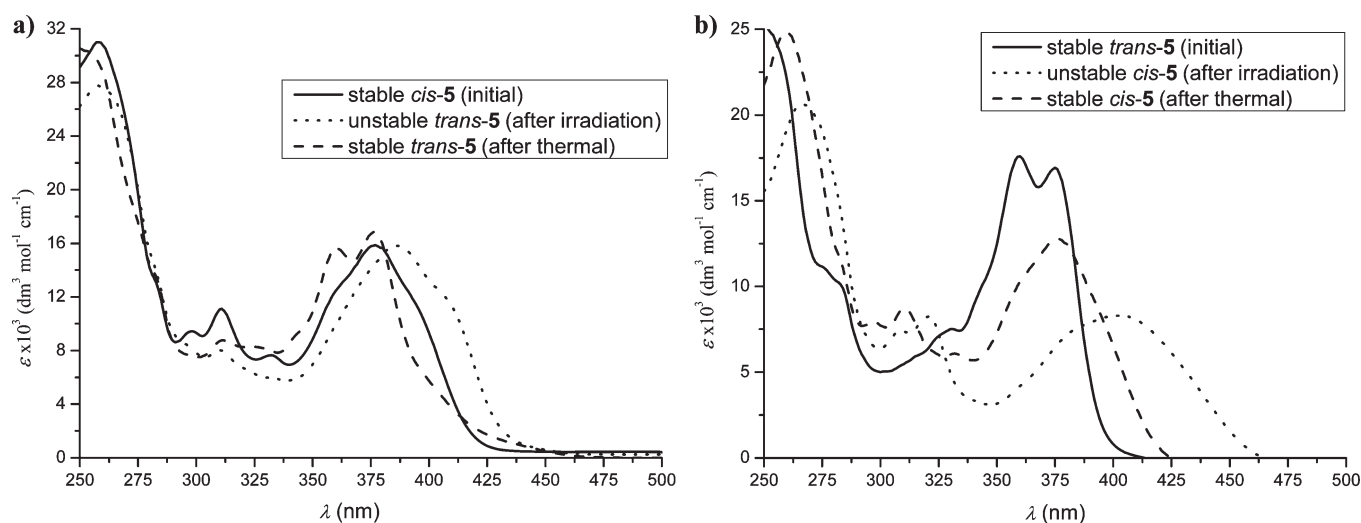 a)
32
28
24
20
16
12
8
4
0
ε x10³ (dm³ mol⁻¹ cm⁻¹)
stable cis-5 (initial)
unstable trans-5 (after irradiation)
stable trans-5 (after thermal)
250 275 300 325 350 375 400 425 450 475 500
λ (nm)
b)
25
20
15
10
5
0
ε x10³ (dm³ mol⁻¹ cm⁻¹)
stable trans-5 (initial)
unstable cis-5 (after irradiation)
stable cis-5 (after thermal)
250 275 300 325 350 375 400 425 450 475 500
λ (nm)